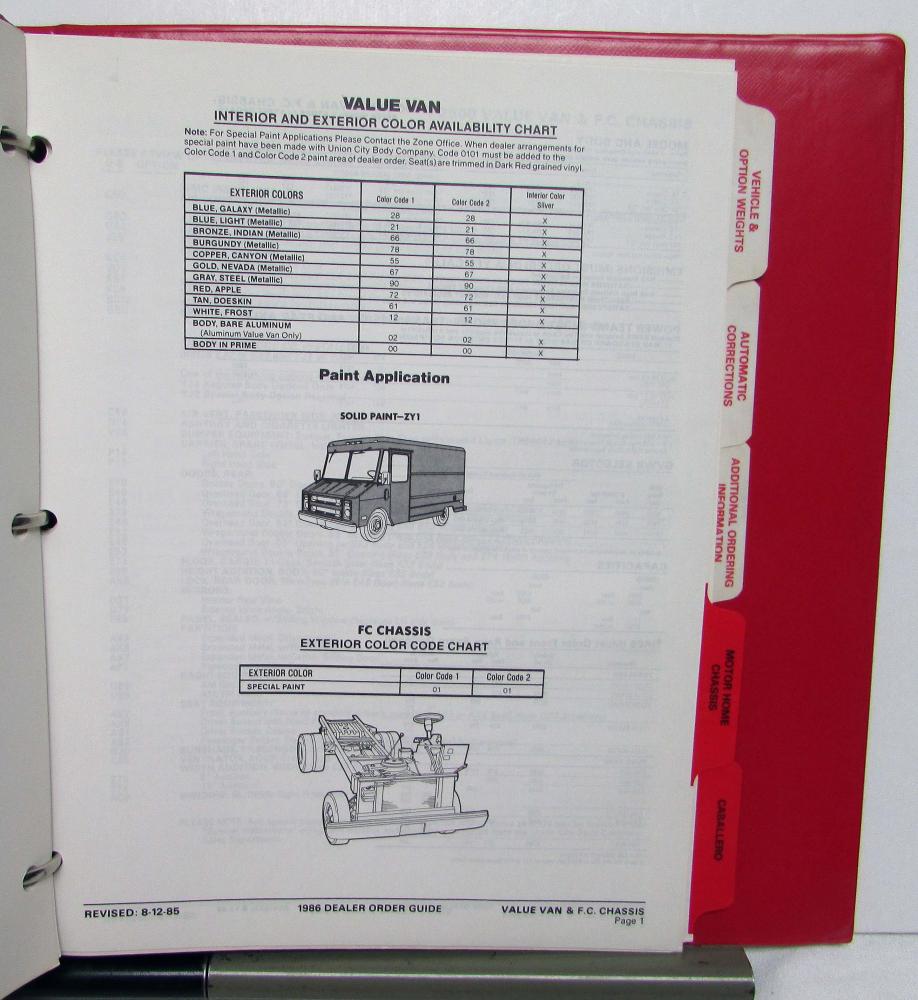 VALUE VAN
INTERIOR AND EXTERIOR COLOR AVAILABILITY CHART
Note: For Special Paint Applications Please Contact the Zone Office. When dealer arrangements for
special paint have been made with Union City Body Company, Code 0101 must be added to the
Color Code 1 and Color Code 2 paint area of dealer order. Seat(s) are trimmed in Dark Red grained vinyl.
EXTERIOR COLORS Color Code 1 Color Code 2 Interior Color Silver
BLUE, GALAXY (Metallic) 28 28 X
BLUE, LIGHT (Metallic) 21 21 X
BRONZE, INDIAN (Metallic) 66 66 X
BURGUNDY (Metallic) 78 78 X
COPPER, CANYON (Metallic) 55 55 X
GOLD, NEVADA (Metallic) 67 67 X
GRAY, STEEL (Metallic) 90 90 X
RED, APPLE 72 72 X
TAN, DOESKIN 61 61 X
WHITE, FROST 12 12 X
BODY, BARE ALUMINUM
(Aluminum Value Van Only) 02 02 X
BODY IN PRIME 00 00 X
Paint Application
SOLID PAINT–ZY1
FC CHASSIS
EXTERIOR COLOR CODE CHART
EXTERIOR COLOR Color Code 1 Color Code 2
SPECIAL PAINT 01 01
REVISED: 8-12-85 1986 DEALER ORDER GUIDE VALUE VAN & F.C. CHASSIS
Page 1
VEHICLE &
OPTION WEIGHTS
AUTOMATIC
CORRECTIONS
ADDITIONAL ORDERING
INFORMATION
MOTOR HOME
CHASSIS
CABALLERO